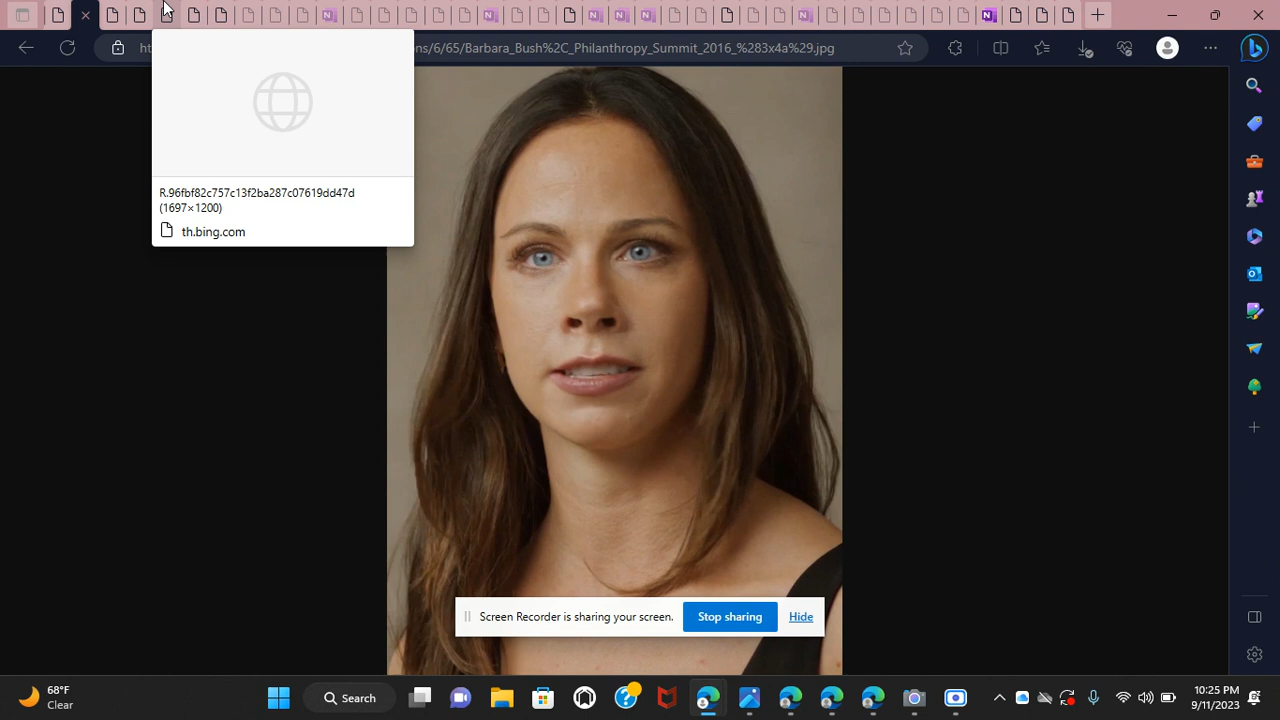 ht
ons/6/65/Barbara_Bush%2C_Philanthropy_Summit_2016_%283x4a%29.jpg
R.96fbf82c757c13f2ba287c07619dd47d
(1697×1200)
th.bing.com
Screen Recorder is sharing your screen. Stop sharing Hide
68°F
Clear
Search
10:25 PM
9/11/2023